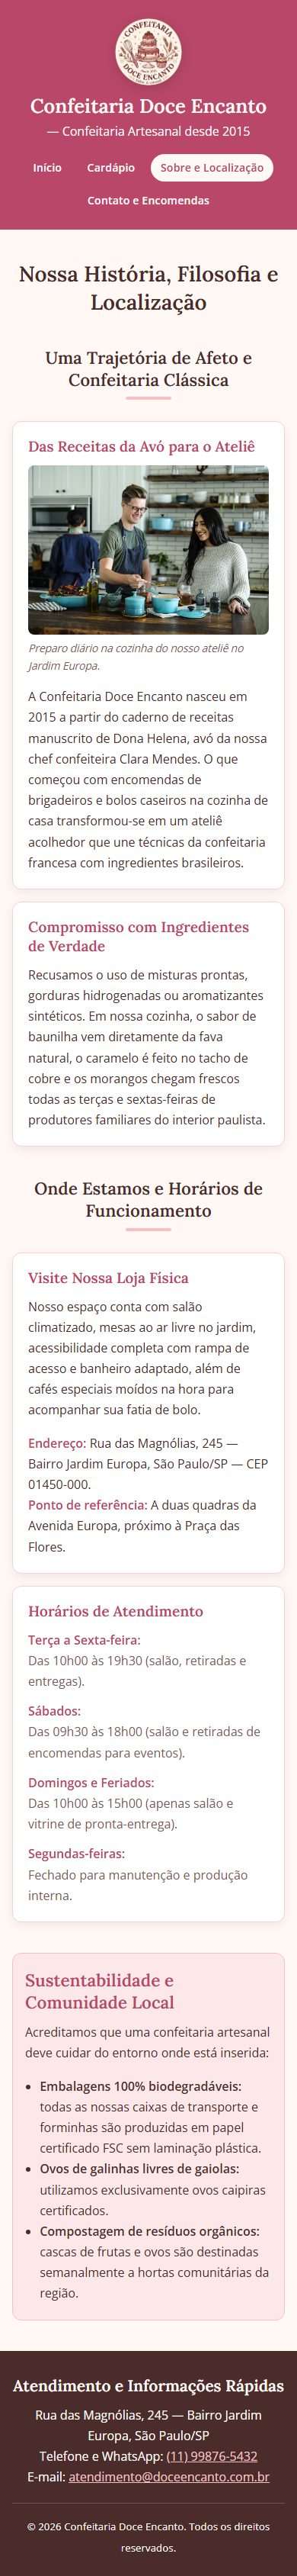 CONFEITARIA
DOCE ENCANTO
Confeitaria Doce Encanto
— Confeitaria Artesanal desde 2015
Início Cardápio Sobre e Localização
Contato e Encomendas
Nossa História, Filosofia e
Localização
Uma Trajetória de Afeto e
Confeitaria Clássica
Das Receitas da Avó para o Ateliê
Preparo diário na cozinha do nosso ateliê no
Jardim Europa.
A Confeitaria Doce Encanto nasceu em
2015 a partir do caderno de receitas
manuscrito de Dona Helena, avó da nossa
chef confeiteira Clara Mendes. O que
começou com encomendas de
brigadeiros e bolos caseiros na cozinha de
casa transformou-se em um ateliê
acolhedor que une técnicas da confeitaria
francesa com ingredientes brasileiros.
Compromisso com Ingredientes
de Verdade
Recusamos o uso de misturas prontas,
gorduras hidrogenadas ou aromatizantes
sintéticos. Em nossa cozinha, o sabor de
baunilha vem diretamente da fava
natural, o caramelo é feito no tacho de
cobre e os morangos chegam frescos
todas as terças e sextas-feiras de
produtores familiares do interior paulista.
Onde Estamos e Horários de
Funcionamento
Visite Nossa Loja Física
Nosso espaço conta com salão
climatizado, mesas ao ar livre no jardim,
acessibilidade completa com rampa de
acesso e banheiro adaptado, além de
cafés especiais moídos na hora para
acompanhar sua fatia de bolo.
Endereço: Rua das Magnólias, 245 —
Bairro Jardim Europa, São Paulo/SP — CEP
01450-000.
Ponto de referência: A duas quadras da
Avenida Europa, próximo à Praça das
Flores.
Horários de Atendimento
Terça a Sexta-feira:
Das 10h00 às 19h30 (salão, retiradas e
entregas).
Sábados:
Das 09h30 às 18h00 (salão e retiradas de
encomendas para eventos).
Domingos e Feriados:
Das 10h00 às 15h00 (apenas salão e
vitrine de pronta-entrega).
Segundas-feiras:
Fechado para manutenção e produção
interna.
Sustentabilidade e
Comunidade Local
Acreditamos que uma confeitaria artesanal
deve cuidar do entorno onde está inserida:
• Embalagens 100% biodegradáveis:
todas as nossas caixas de transporte e
forminhas são produzidas em papel
certificado FSC sem laminação plástica.
• Ovos de galinhas livres de gaiolas:
utilizamos exclusivamente ovos caipiras
certificados.
• Compostagem de resíduos orgânicos:
cascas de frutas e ovos são destinadas
semanalmente a hortas comunitárias da
região.
Atendimento e Informações Rápidas
Rua das Magnólias, 245 — Bairro Jardim
Europa, São Paulo/SP
Telefone e WhatsApp: (11) 99876-5432
E-mail: atendimento@doceencanto.com.br
© 2026 Confeitaria Doce Encanto. Todos os direitos
reservados.